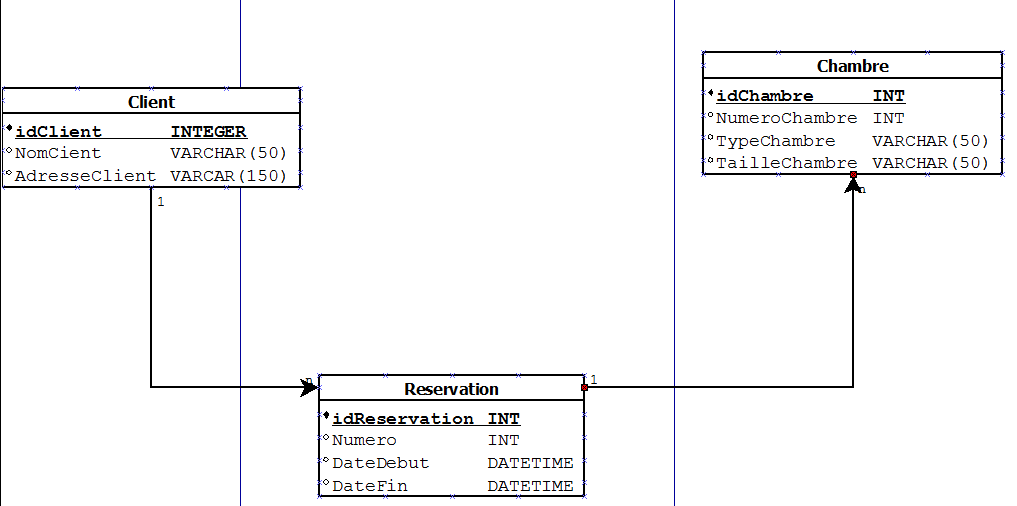 Client
idClient INTEGER
NomCient VARCHAR(50)
AdresseClient VARCAR(150)
1
Chambre
idChambre INT
NumeroChambre INT
TypeChambre VARCHAR(50)
TailleChambre VARCHAR(50)
n
n
Reservation
1
idReservation INT
Numero INT
DateDebut DATETIME
DateFin DATETIME